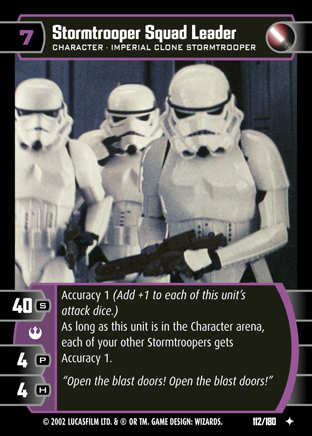 7
Stormtrooper Squad Leader
CHARACTER · IMPERIAL CLONE STORMTROOPER
40 S
4 P
4 H
Accuracy 1 (Add +1 to each of this unit's
attack dice.)
As long as this unit is in the Character arena,
each of your other Stormtroopers gets
Accuracy 1.
"Open the blast doors! Open the blast doors!"
© 2002 LUCASFILM LTD. & ® OR TM. GAME DESIGN: WIZARDS.
112/180